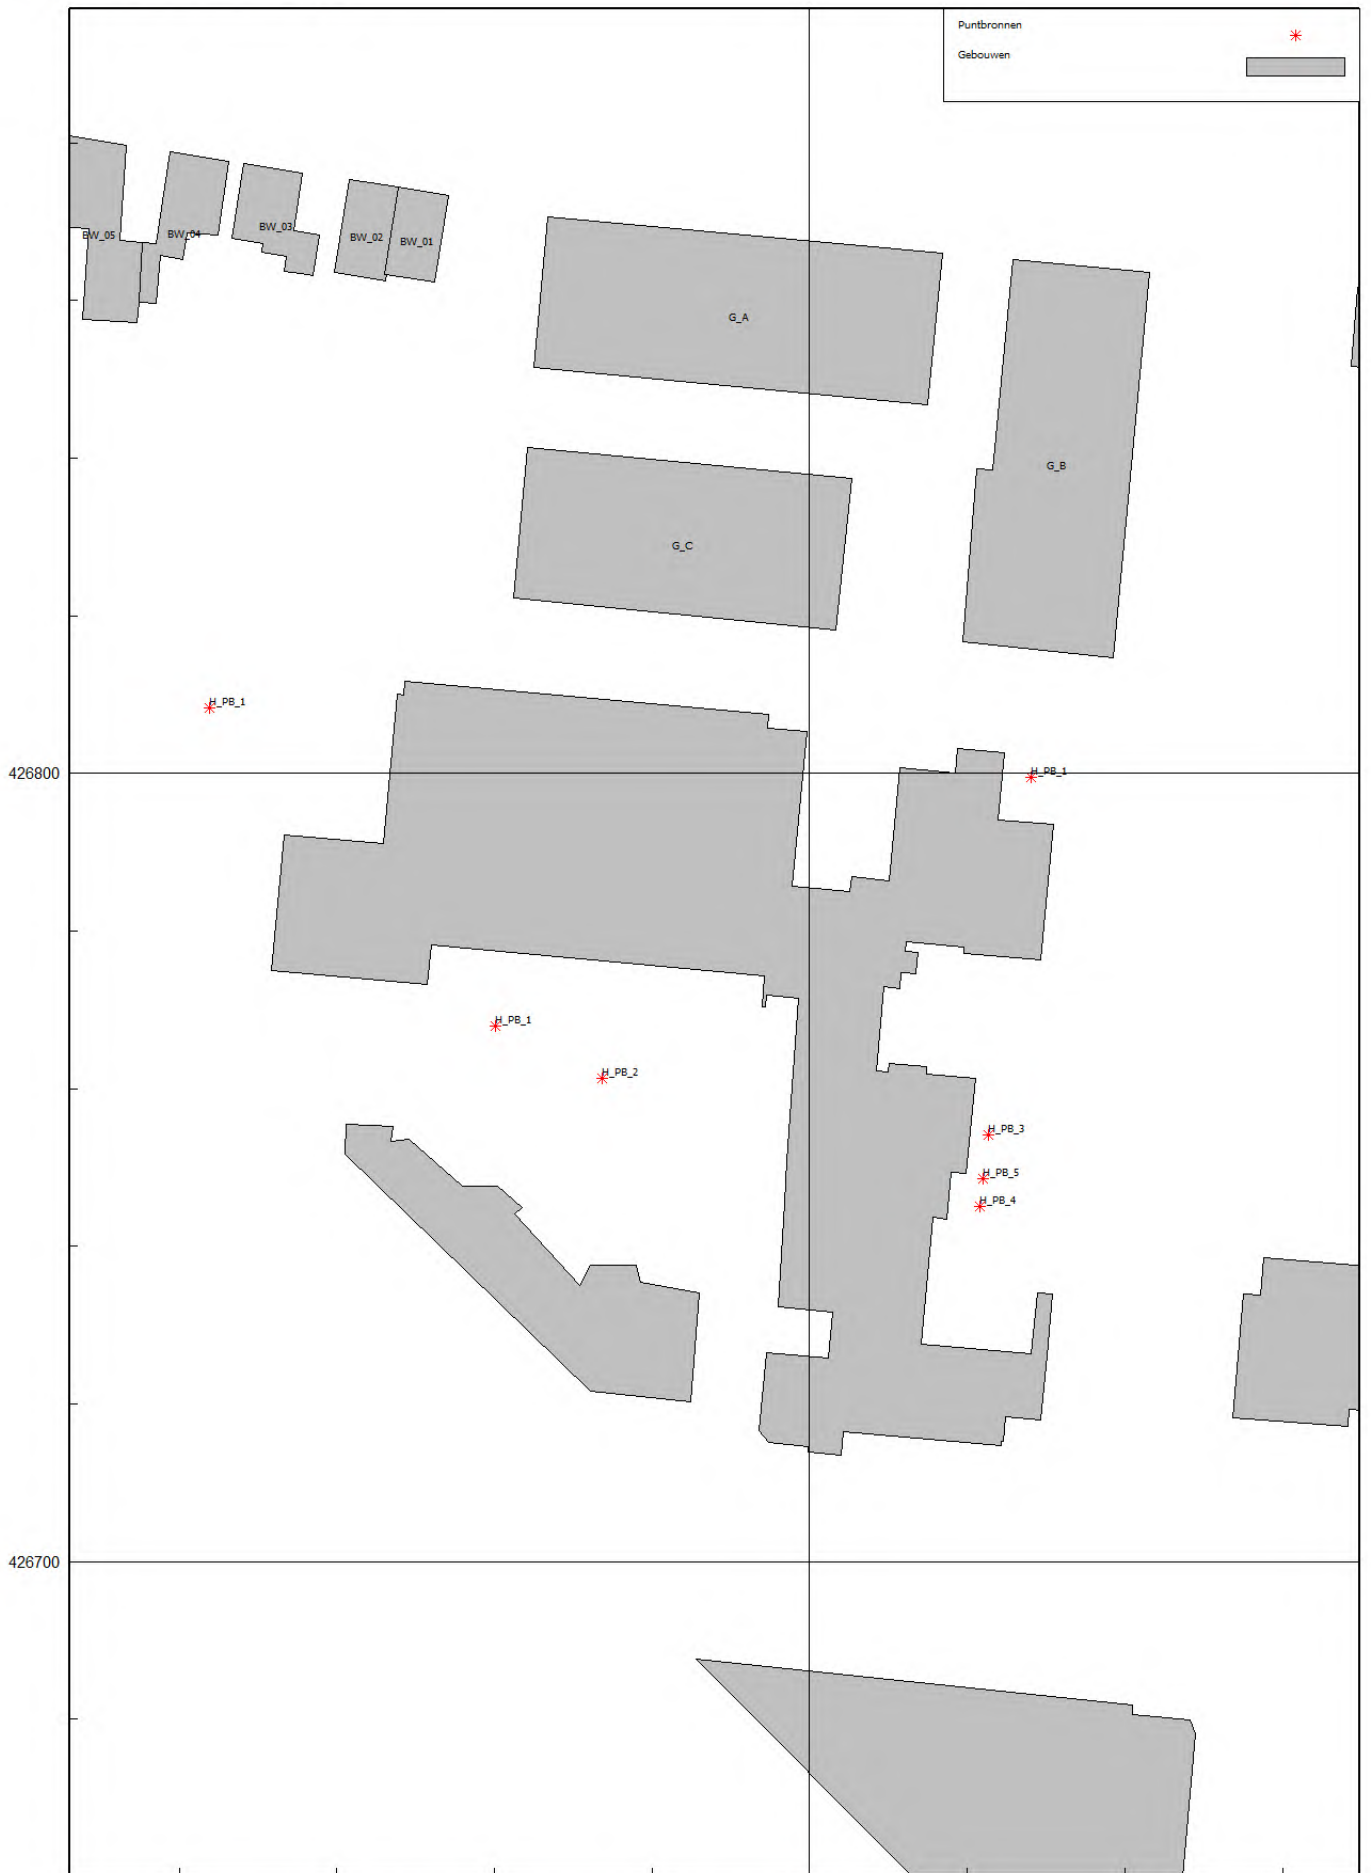 Puntbronnen
Gebouwen
BW_05
BW_04
BW_03
BW_02
BW_01
G_A
G_B
G_C
H_PB_1
426800
H_PB_1
H_PB_1
H_PB_2
H_PB_3
H_PB_5
H_PB_4
426700